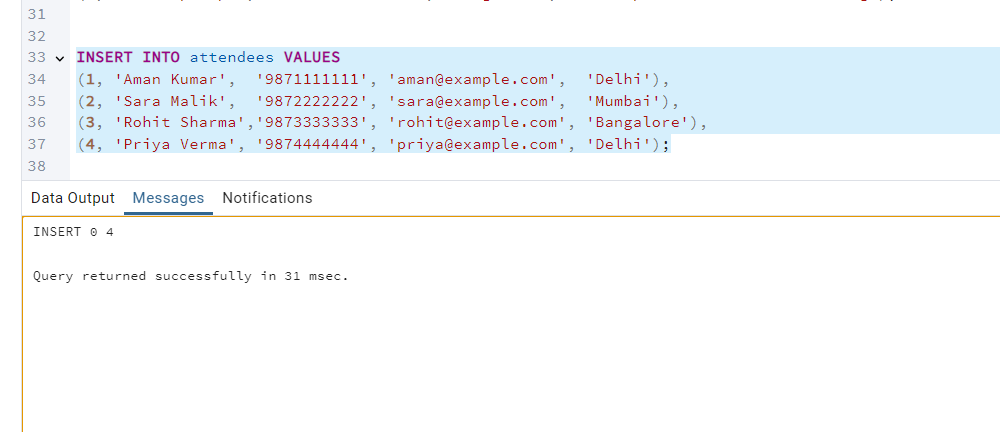 31
32
33 INSERT INTO attendees VALUES
34 (1, 'Aman Kumar',  '9871111111', 'aman@example.com',  'Delhi'),
35 (2, 'Sara Malik',  '9872222222', 'sara@example.com',  'Mumbai'),
36 (3, 'Rohit Sharma','9873333333', 'rohit@example.com', 'Bangalore'),
37 (4, 'Priya Verma', '9874444444', 'priya@example.com', 'Delhi');
38
Data Output Messages Notifications
INSERT 0 4
Query returned successfully in 31 msec.